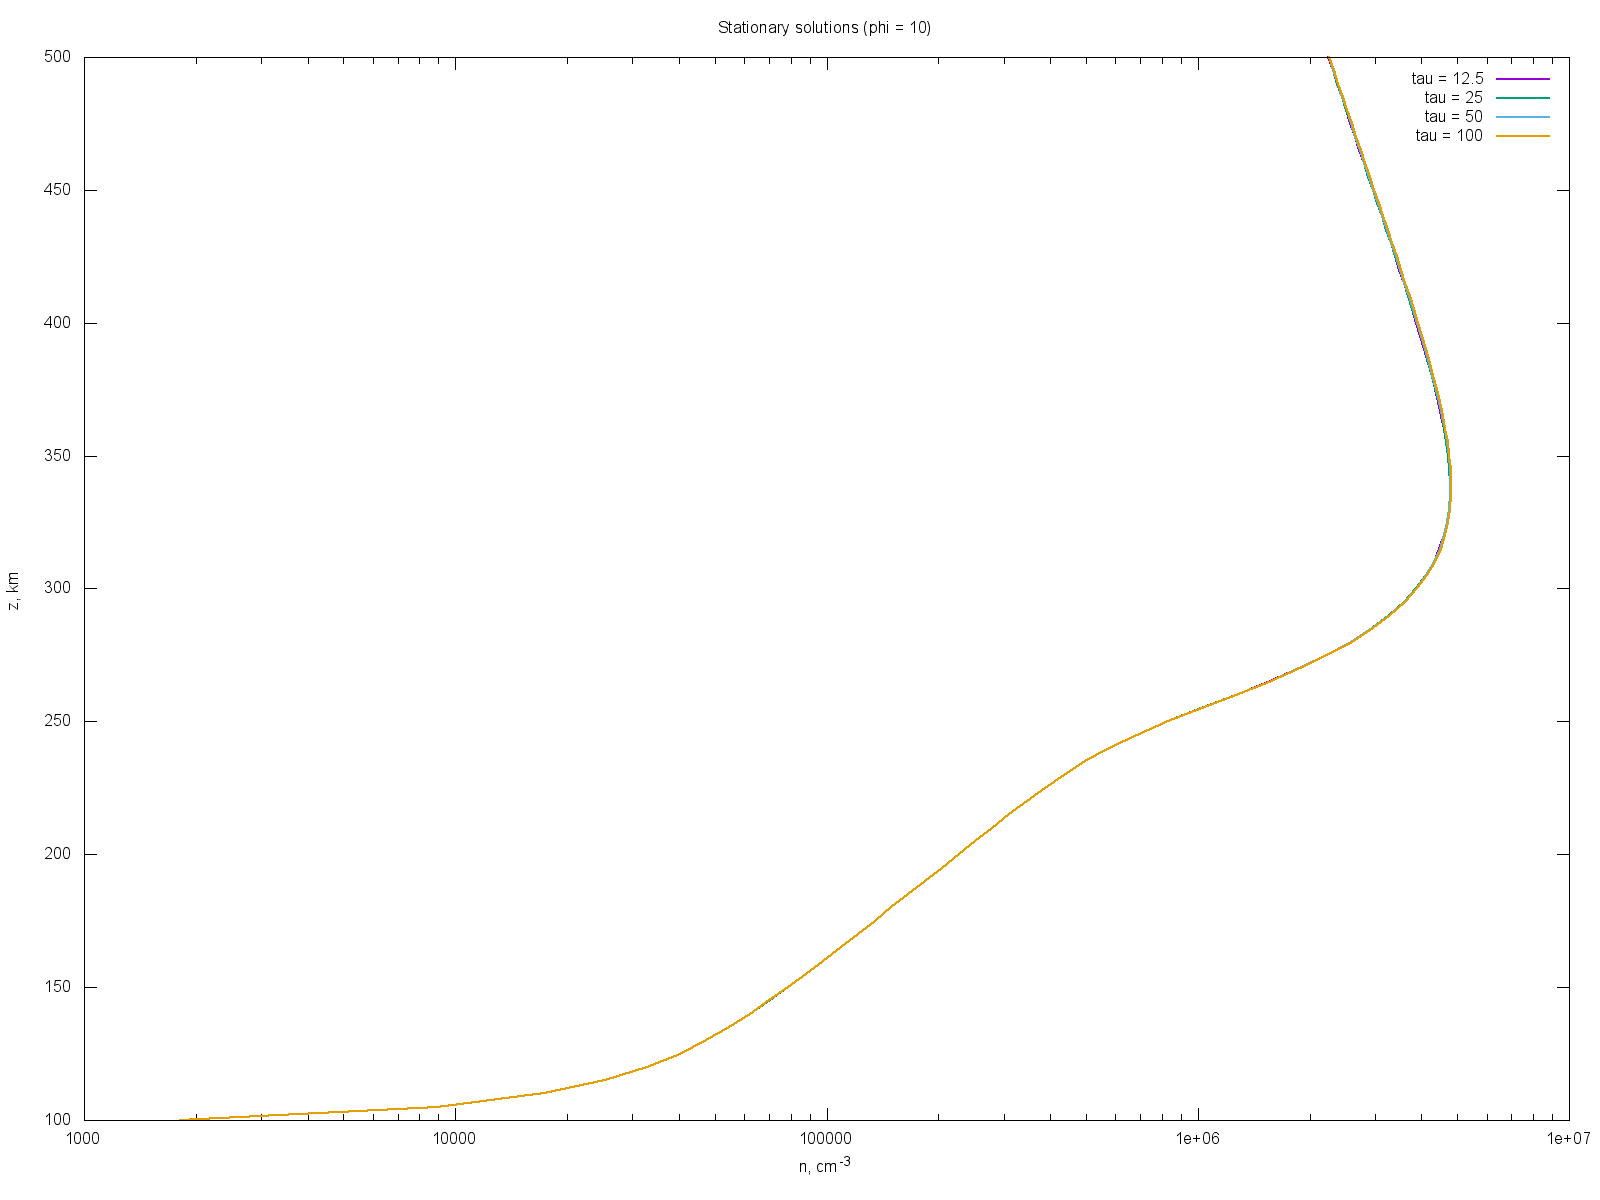 Stationary solutions (phi = 10)
500
450
400
350
300
250
200
150
100
z, km
tau = 12.5
tau = 25
tau = 50
tau = 100
1000
10000
100000
1e+06
1e+07
n, cm-3